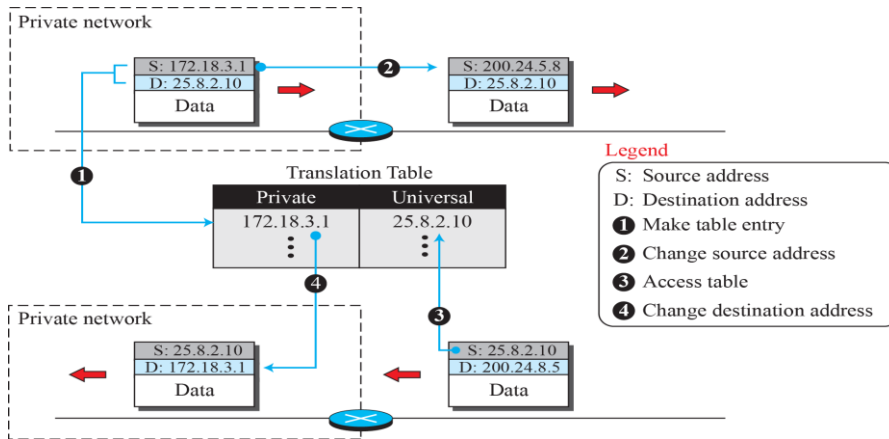 Private network
S: 172.18.3.1
D: 25.8.2.10
Data
2
S: 200.24.5.8
D: 25.8.2.10
Data
1
Translation Table
Private Universal
172.18.3.1 25.8.2.10
Legend
S: Source address
D: Destination address
1 Make table entry
2 Change source address
3 Access table
4 Change destination address
4
3
Private network
S: 25.8.2.10
D: 172.18.3.1
Data
S: 25.8.2.10
D: 200.24.8.5
Data